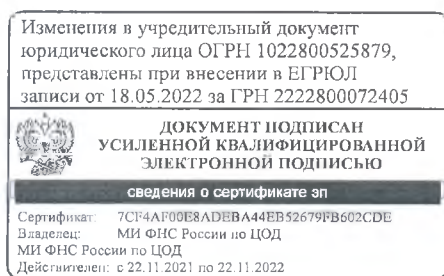 Изменения в учредительный документ
юридического лица ОГРН 1022800525879,
представлены при внесении в ЕГРЮЛ
записи от 18.05.2022 за ГРН 2222800072405
ДОКУМЕНТ ПОДПИСАН
УСИЛЕННОЙ КВАЛИФИЦИРОВАННОЙ
ЭЛЕКТРОННОЙ ПОДПИСЬЮ
сведения о сертификате эп
Сертификат: 7CF4AF00E8ADEBA44EB52679FB602CDE
Владелец: МИ ФНС России по ЦОД
МИ ФНС России по ЦОД
Действителен: с 22.11.2021 по 22.11.2022